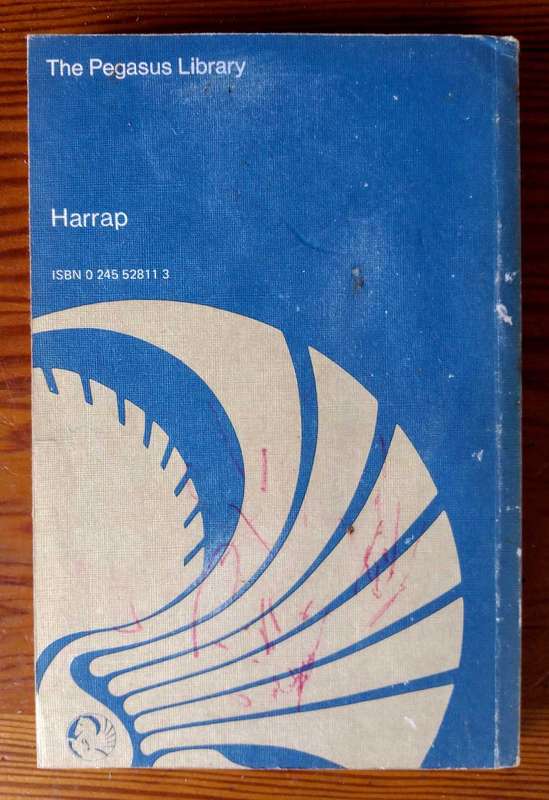 The Pegasus Library
Harrap
ISBN 0 245 52811 3